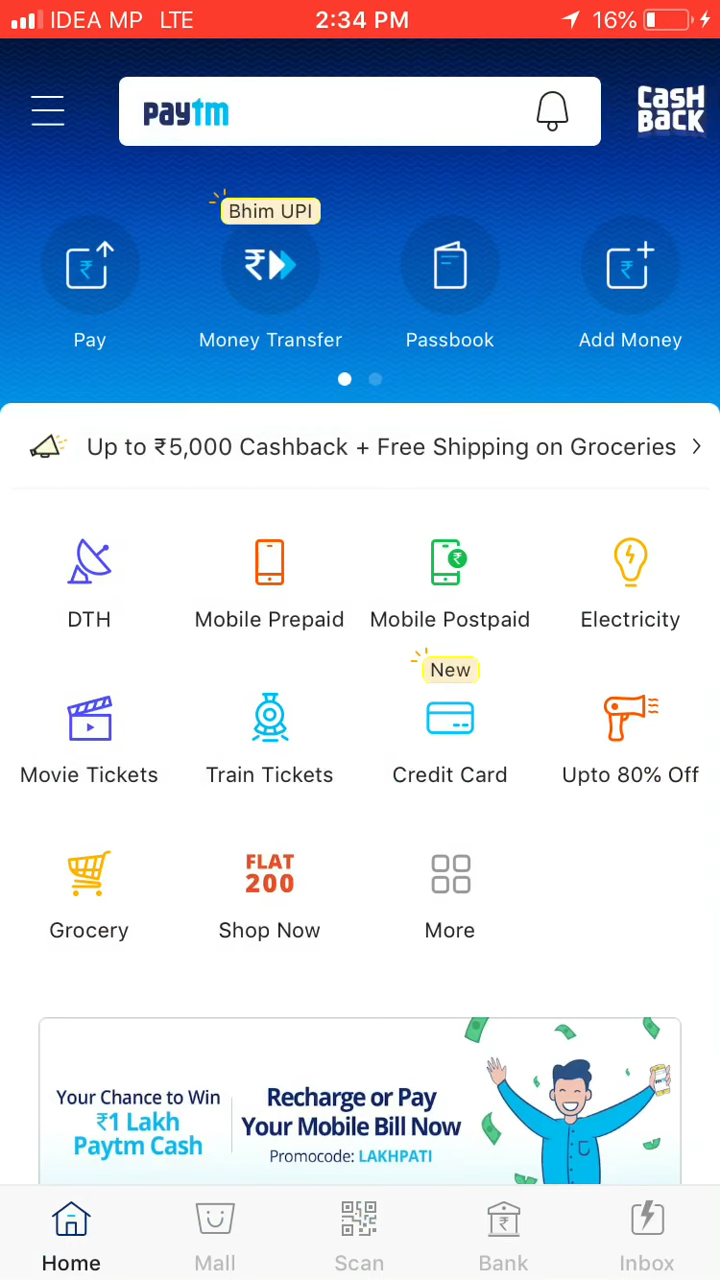 IDEA MP LTE 2:34 PM 16%
paytm CASH BACK
Bhim UPI
Pay Money Transfer Passbook Add Money
Up to ₹5,000 Cashback + Free Shipping on Groceries
DTH Mobile Prepaid Mobile Postpaid Electricity
New
Movie Tickets Train Tickets Credit Card Upto 80% Off
FLAT
200
Grocery Shop Now More
Your Chance to Win
₹1 Lakh
Paytm Cash
Recharge or Pay
Your Mobile Bill Now
Promocode: LAKHPATI
Home Mall Scan Bank Inbox